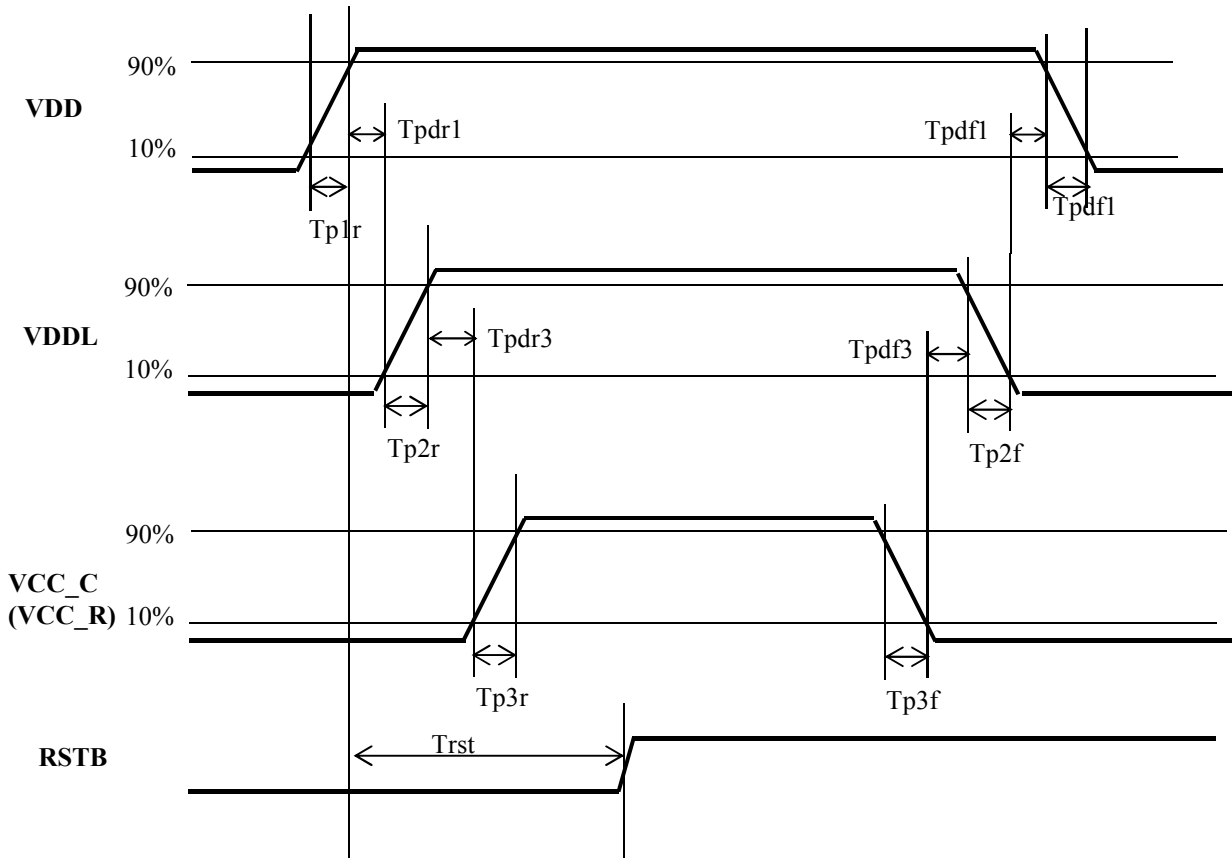 90%
VDD
10%
Tpdr1
Tpdf1
Tp1r
Tpdf1
90%
VDDL
10%
Tpdr3
Tpdf3
Tp2r
Tp2f
90%
VCC_C
(VCC_R)
10%
Tp3r
Tp3f
RSTB
Trst